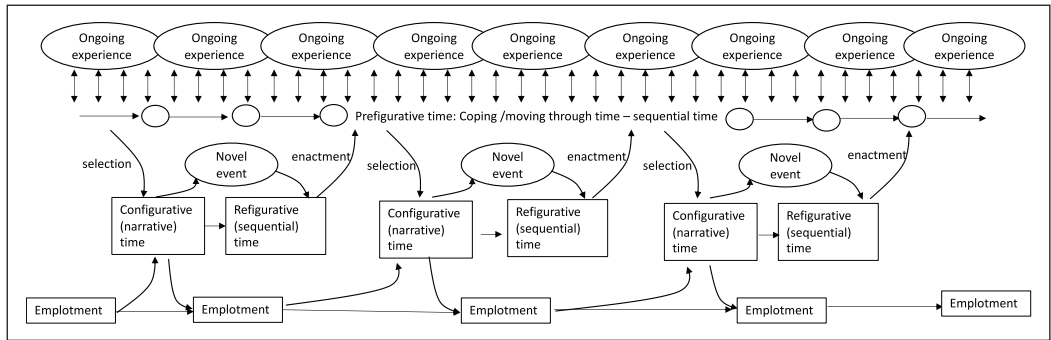 Ongoing
experience
Ongoing
experience
Ongoing
experience
Ongoing
experience
Ongoing
experience
Ongoing
experience
Ongoing
experience
Ongoing
experience
Ongoing
experience
Prefigurative time: Coping /moving through time – sequential time
selection
Novel
event
enactment
selection
Novel
event
enactment
selection
Novel
event
enactment
Configurative
(narrative)
time
Refigurative
(sequential)
time
Configurative
(narrative)
time
Refigurative
(sequential)
time
Configurative
(narrative)
time
Refigurative
(sequential)
time
Emplotment
Emplotment
Emplotment
Emplotment
Emplotment